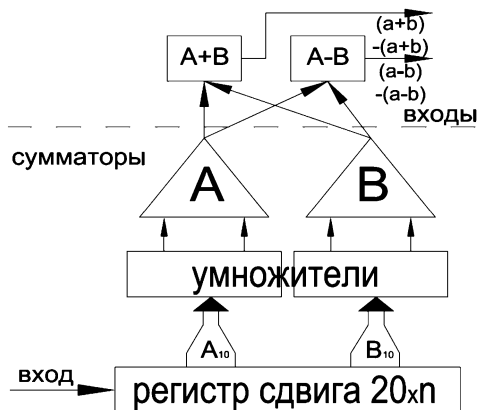 A+B
A-B
(a+b)
-(a+b)
(a-b)
-(a-b)
входы
сумматоры
A
B
умножители
A10
B10
вход
регистр сдвига 20xn